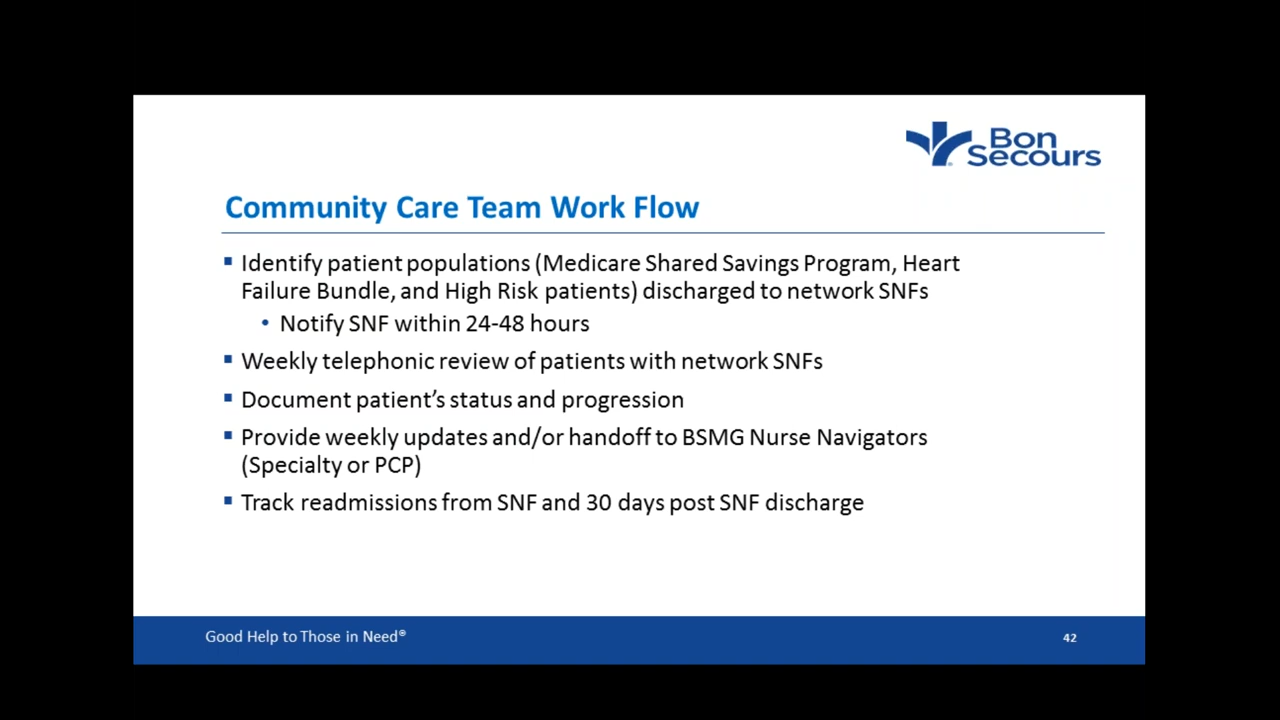 Bon
Secours
Community Care Team Work Flow
▪ Identify patient populations (Medicare Shared Savings Program, Heart
Failure Bundle, and High Risk patients) discharged to network SNFs
• Notify SNF within 24-48 hours
▪ Weekly telephonic review of patients with network SNFs
▪ Document patient’s status and progression
▪ Provide weekly updates and/or handoff to BSMG Nurse Navigators
(Specialty or PCP)
▪ Track readmissions from SNF and 30 days post SNF discharge
Good Help to Those in Need®
42